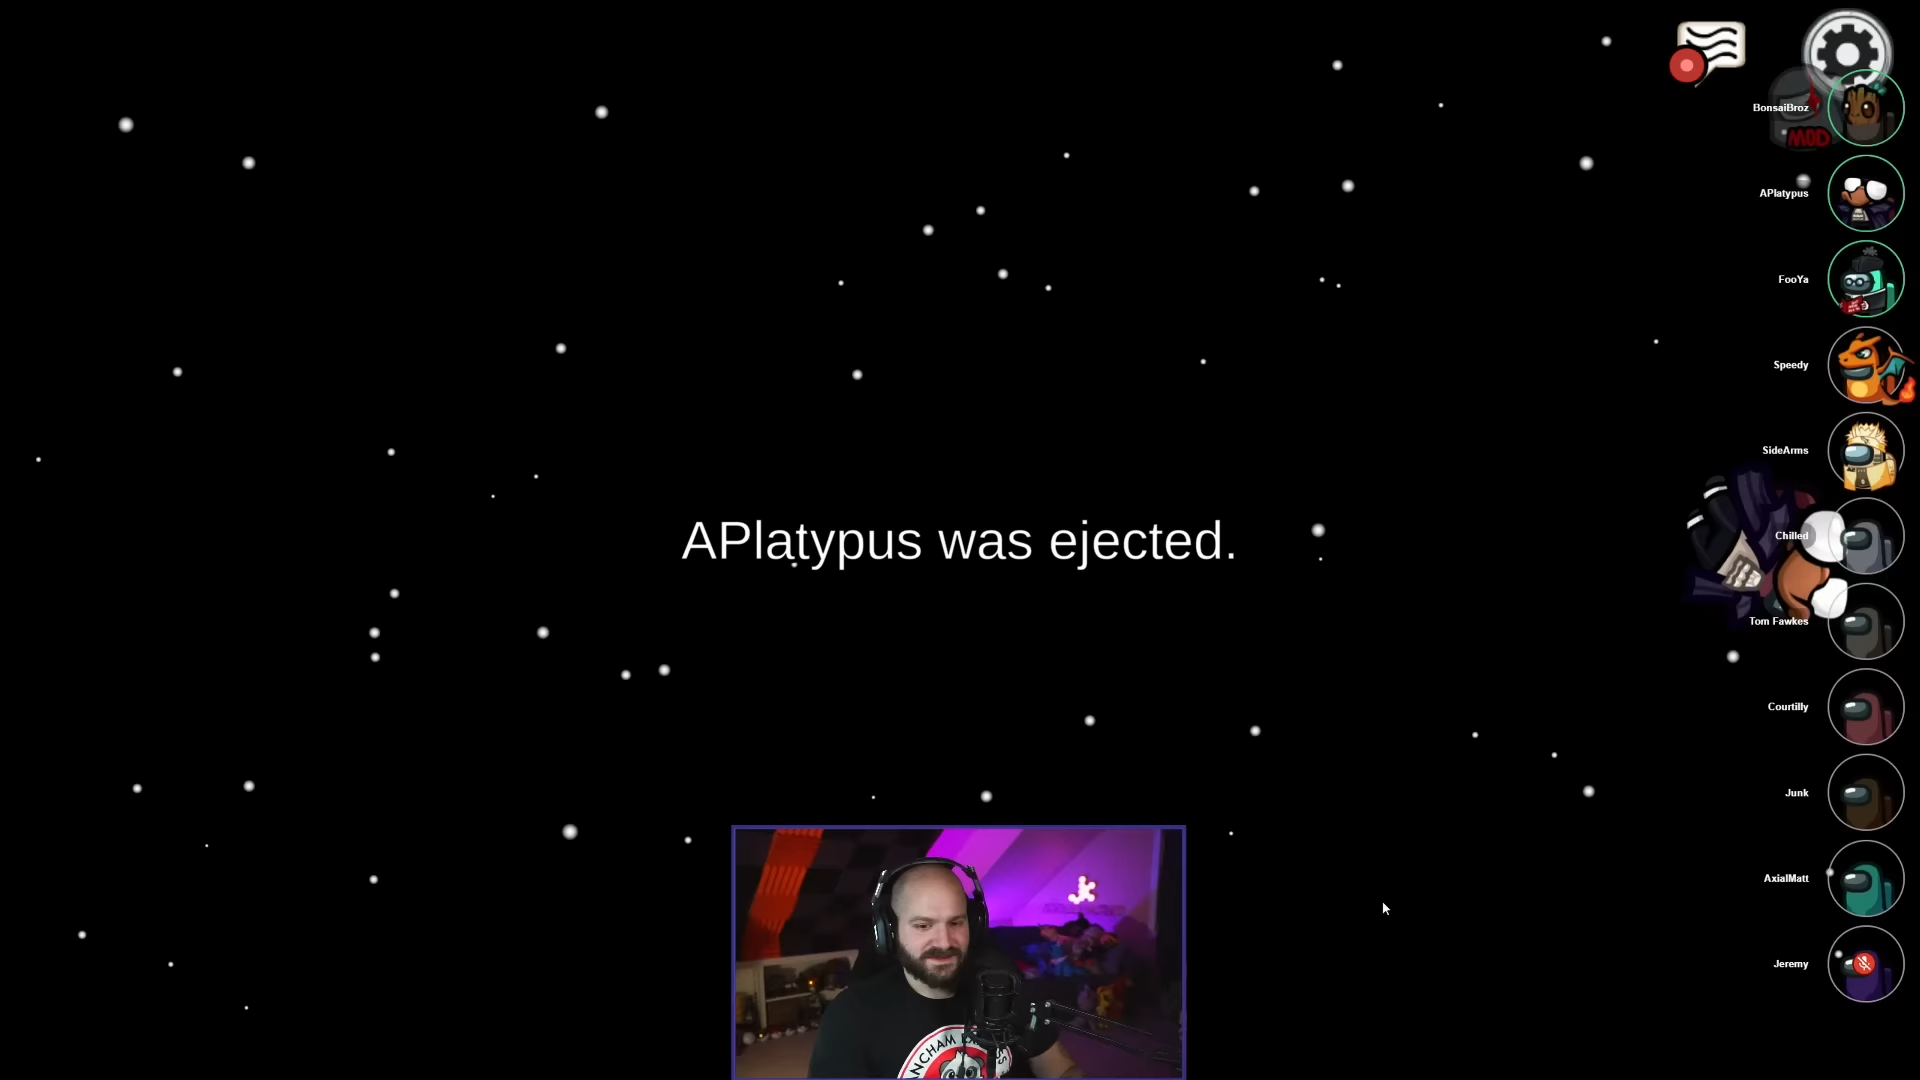 BonsaiBroz
MOD
APlatypus
FooYa
Speedy
SideArms
APlatypus was ejected.
Chilled
Tom Fawkes
Courtilly
Junk
AxialMatt
Jeremy